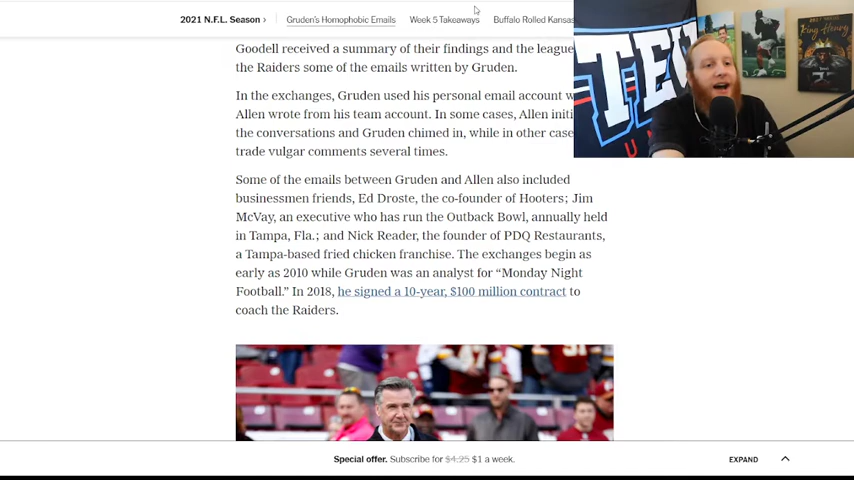 2021 N.F.L. Season › Gruden's Homophobic Emails Week 5 Takeaways Buffalo Rolled Kansas
Goodell received a summary of their findings and the league
the Raiders some of the emails written by Gruden.
In the exchanges, Gruden used his personal email account
Allen wrote from his team account. In some cases, Allen
the conversations and Gruden chimed in, while in other
trade vulgar comments several times.
Some of the emails between Gruden and Allen also included
businessmen friends, Ed Droste, the co-founder of Hooters; Jim
McVay, an executive who has run the Outback Bowl, annually held
in Tampa, Fla.; and Nick Reader, the founder of PDQ Restaurants,
a Tampa-based fried chicken franchise. The exchanges begin as
early as 2010 while Gruden was an analyst for “Monday Night
Football.” In 2018, he signed a 10-year, $100 million contract to
coach the Raiders.
Special offer. Subscribe for $4.25 $1 a week.
EXPAND
TEC
King Henry